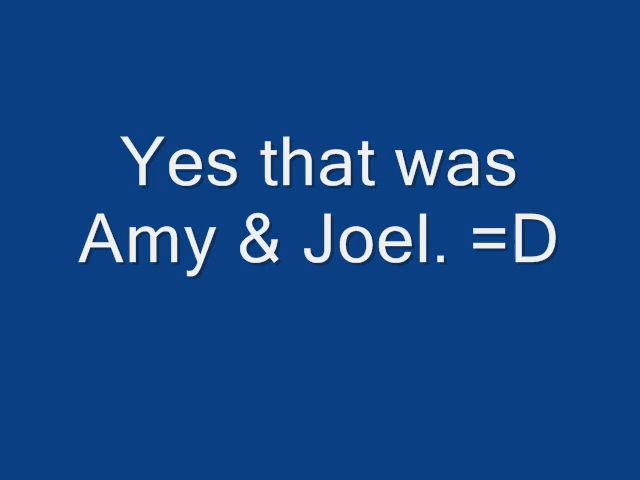 Yes that was
Amy & Joel. =D